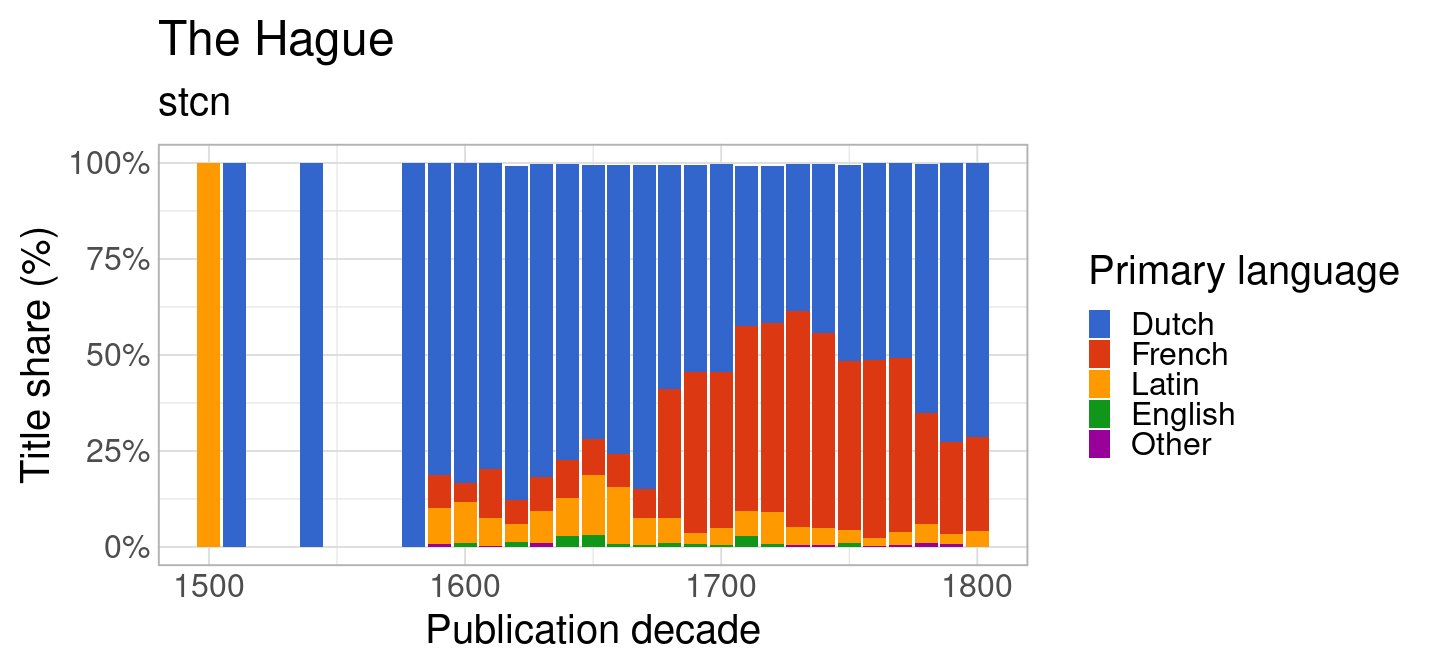 The Hague
stcn
100%
75%
50%
25%
0%
Title share (%)
1500 1600 1700 1800
Publication decade
Primary language
Dutch
French
Latin
English
Other